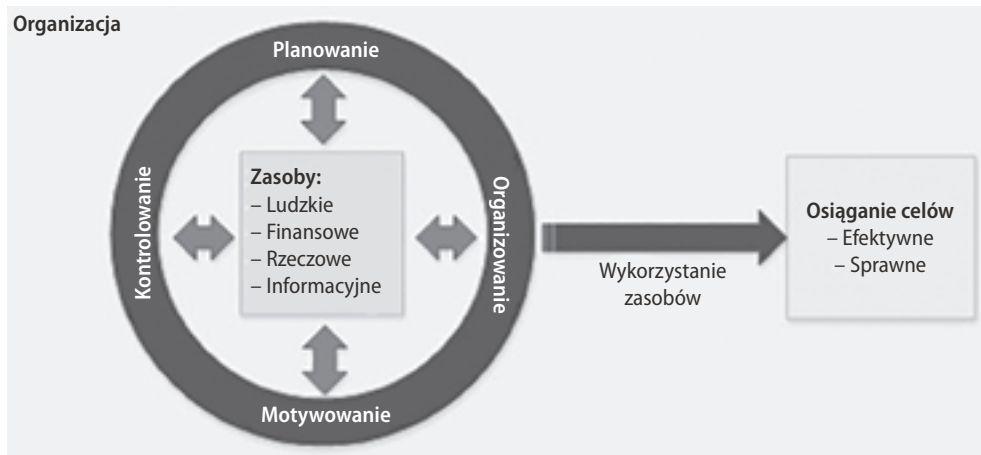 Organizacja
Planowanie
Kontrolowanie
Zasoby:
– Ludzkie
– Finansowe
– Rzeczowe
– Informacyjne
Organizowanie
Motywowanie
Wykorzystanie
zasobów
Osiąganie celów
– Efektywne
– Sprawne